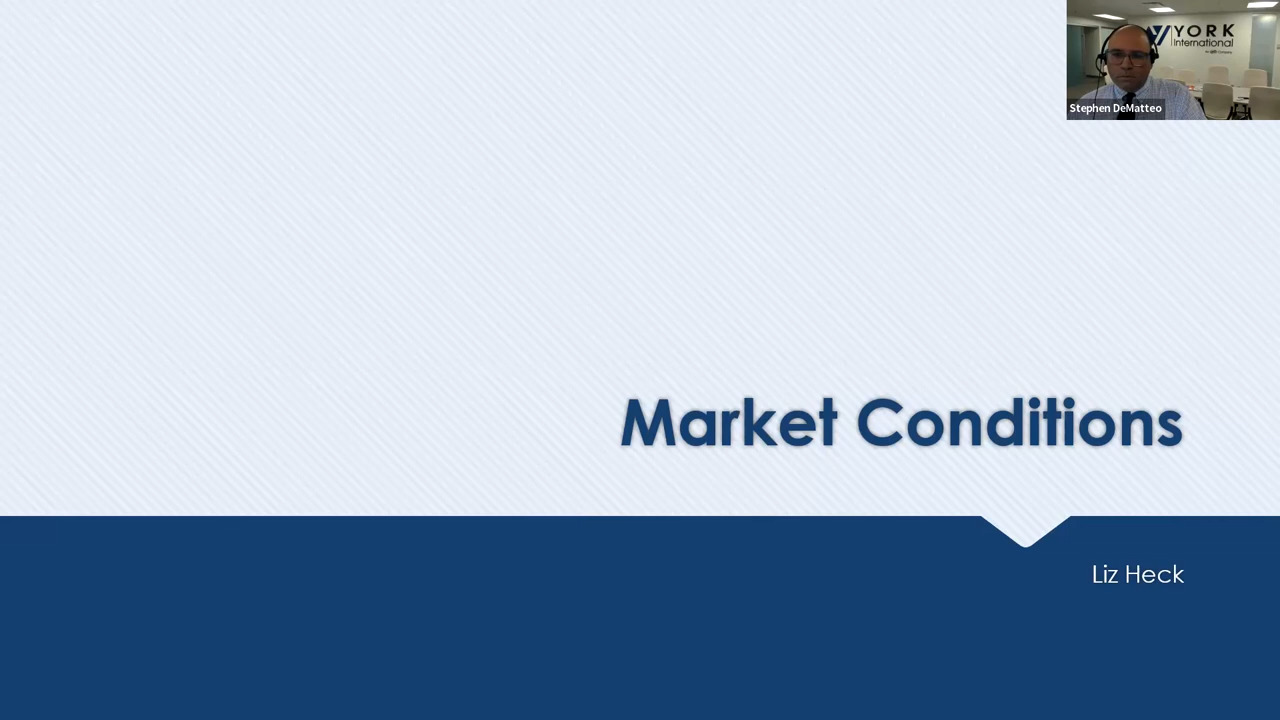 YORK
International
Stephen DeMatteo
Market Conditions
Liz Heck